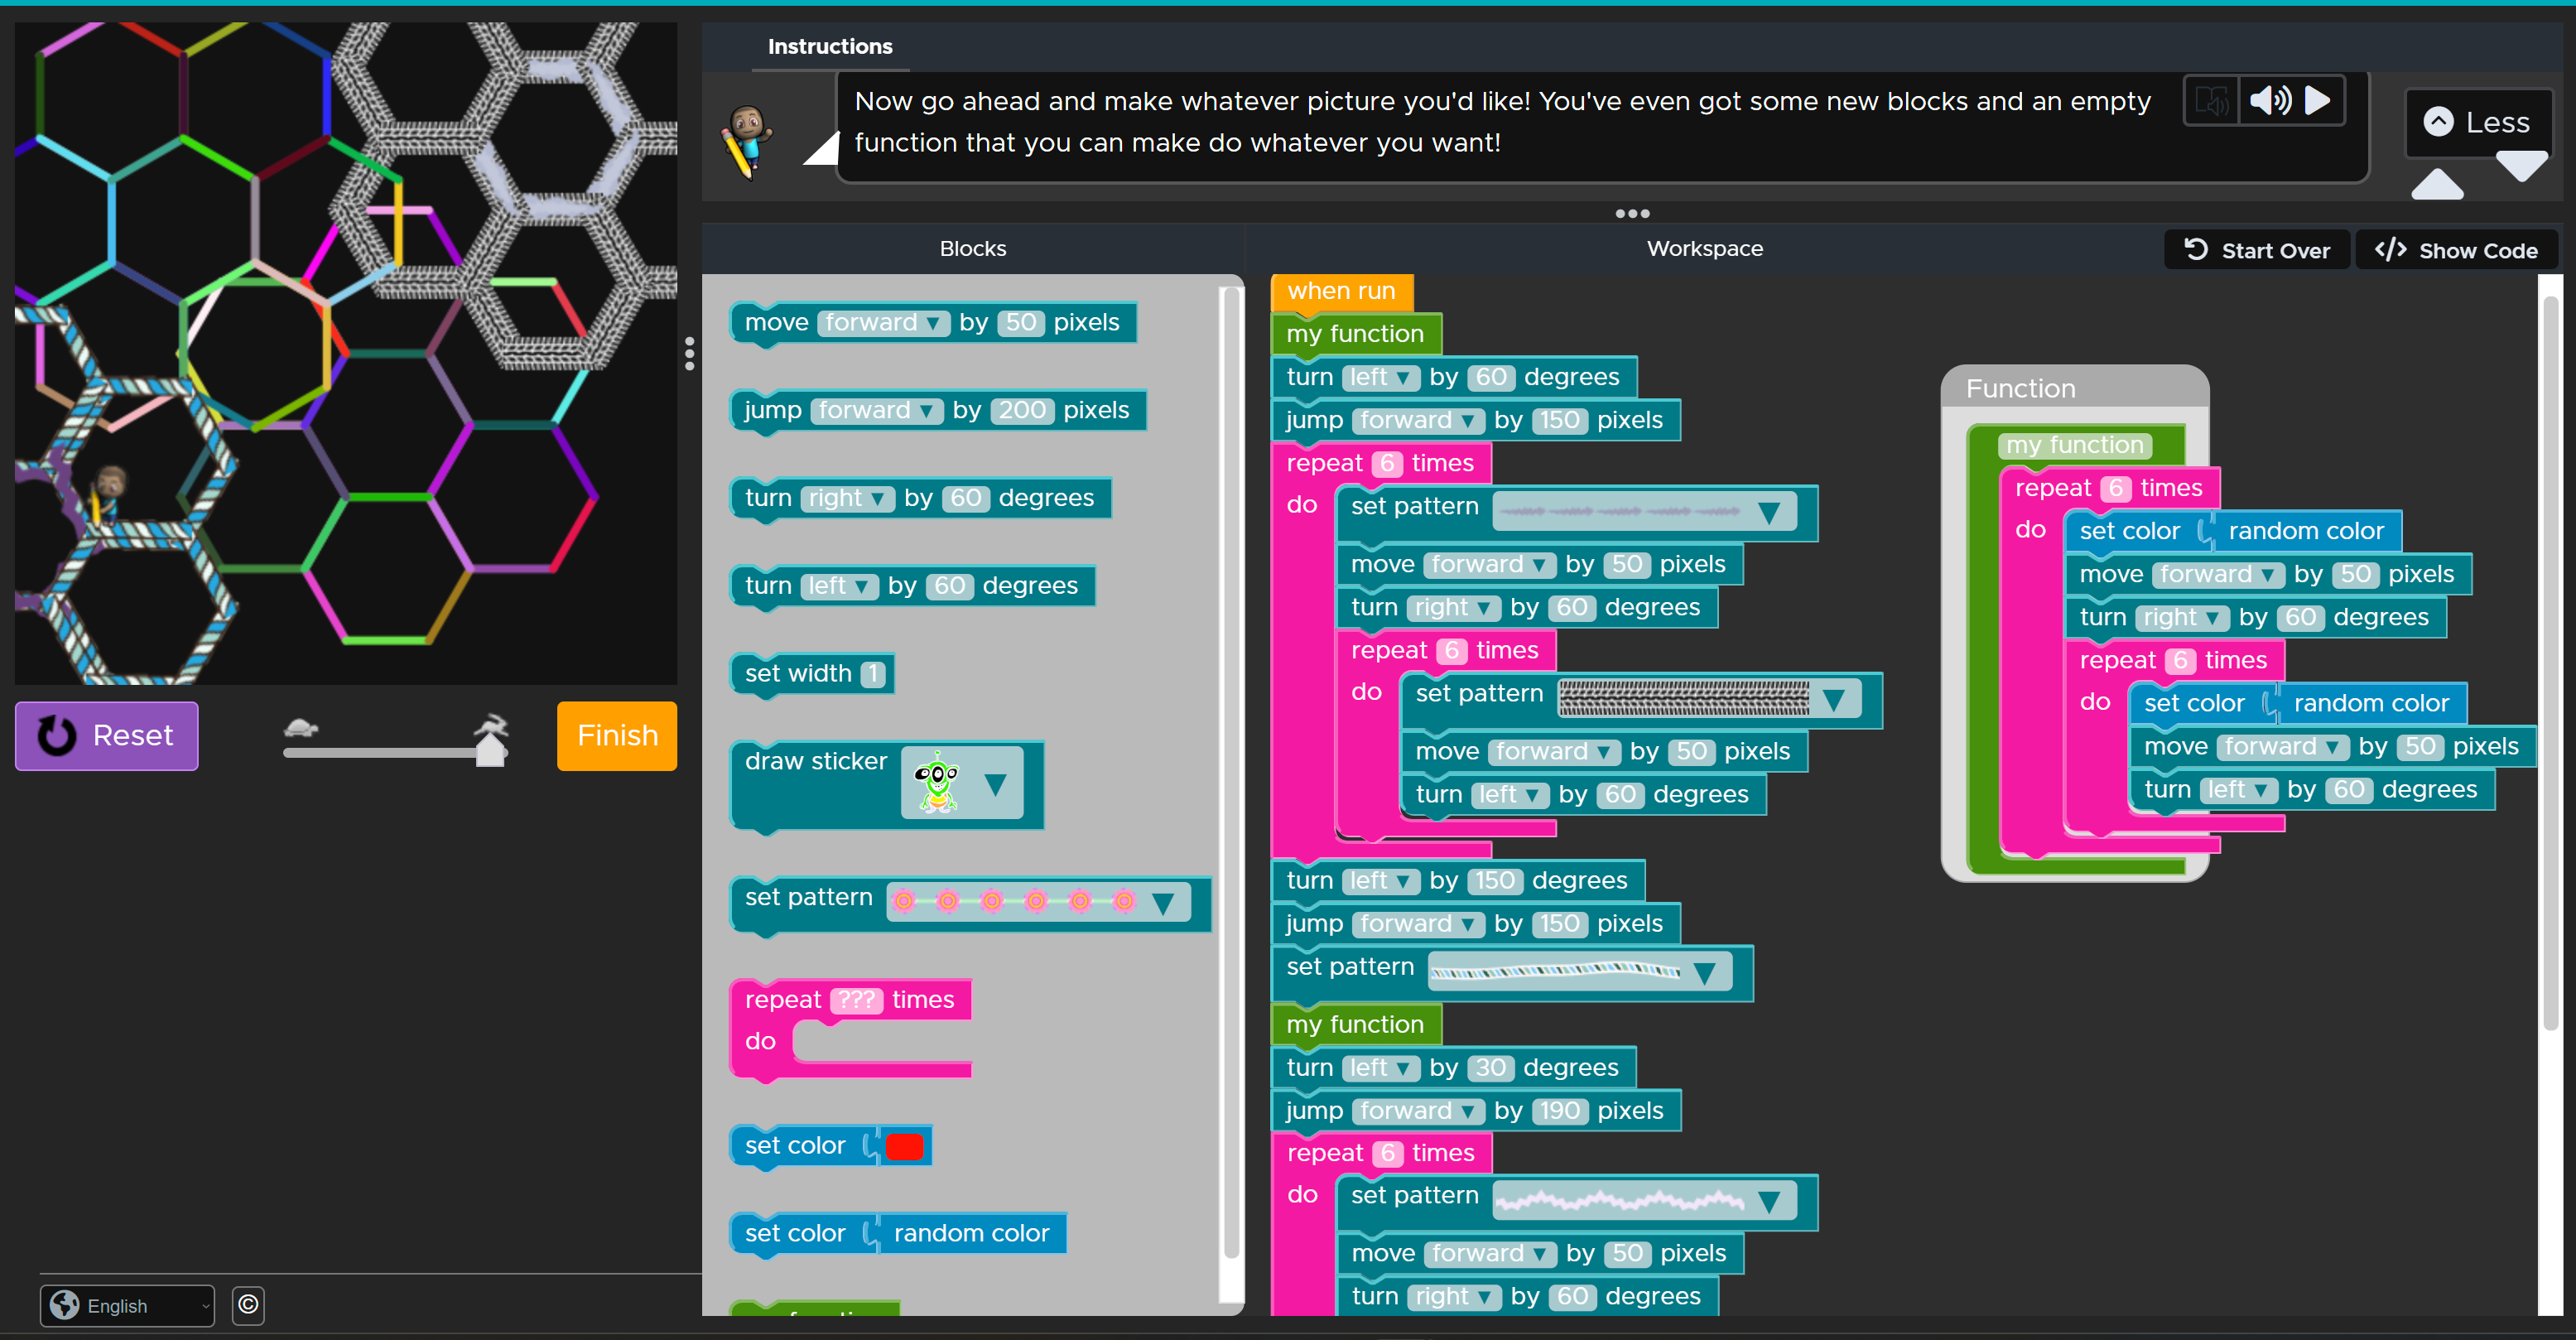 Instructions
Now go ahead and make whatever picture you'd like! You've even got some new blocks and an empty
function that you can make do whatever you want!
Less
Blocks
Workspace
Start Over
</> Show Code
Reset
Finish
English
©
move forward by 50 pixels
jump forward by 200 pixels
turn right by 60 degrees
turn left by 60 degrees
set width 1
draw sticker
set pattern
repeat ??? times
do
set color
set color random color
when run
my function
turn left by 60 degrees
jump forward by 150 pixels
repeat 6 times
do set pattern
move forward by 50 pixels
turn right by 60 degrees
repeat 6 times
do set pattern
move forward by 50 pixels
turn left by 60 degrees
turn left by 150 degrees
jump forward by 150 pixels
set pattern
my function
turn left by 30 degrees
jump forward by 190 pixels
repeat 6 times
do set pattern
move forward by 50 pixels
turn right by 60 degrees
Function
my function
repeat 6 times
do set color random color
move forward by 50 pixels
turn right by 60 degrees
repeat 6 times
do set color random color
move forward by 50 pixels
turn left by 60 degrees